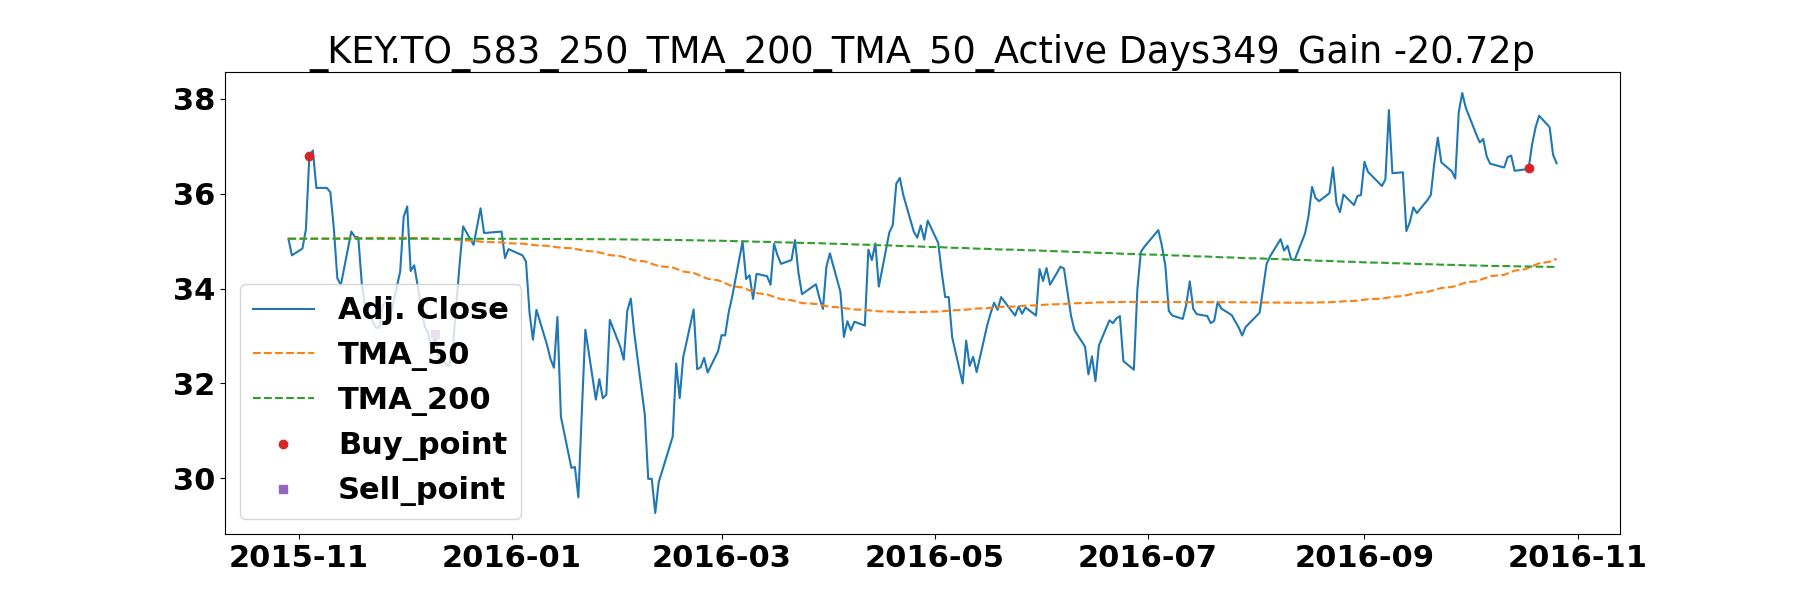 _KEY.TO_583_250_TMA_200_TMA_50_Active Days349_Gain -20.72p
38
36
34
32
30
Adj. Close
TMA_50
TMA_200
Buy_point
Sell_point
2015-11 2016-01 2016-03 2016-05 2016-07 2016-09 2016-11